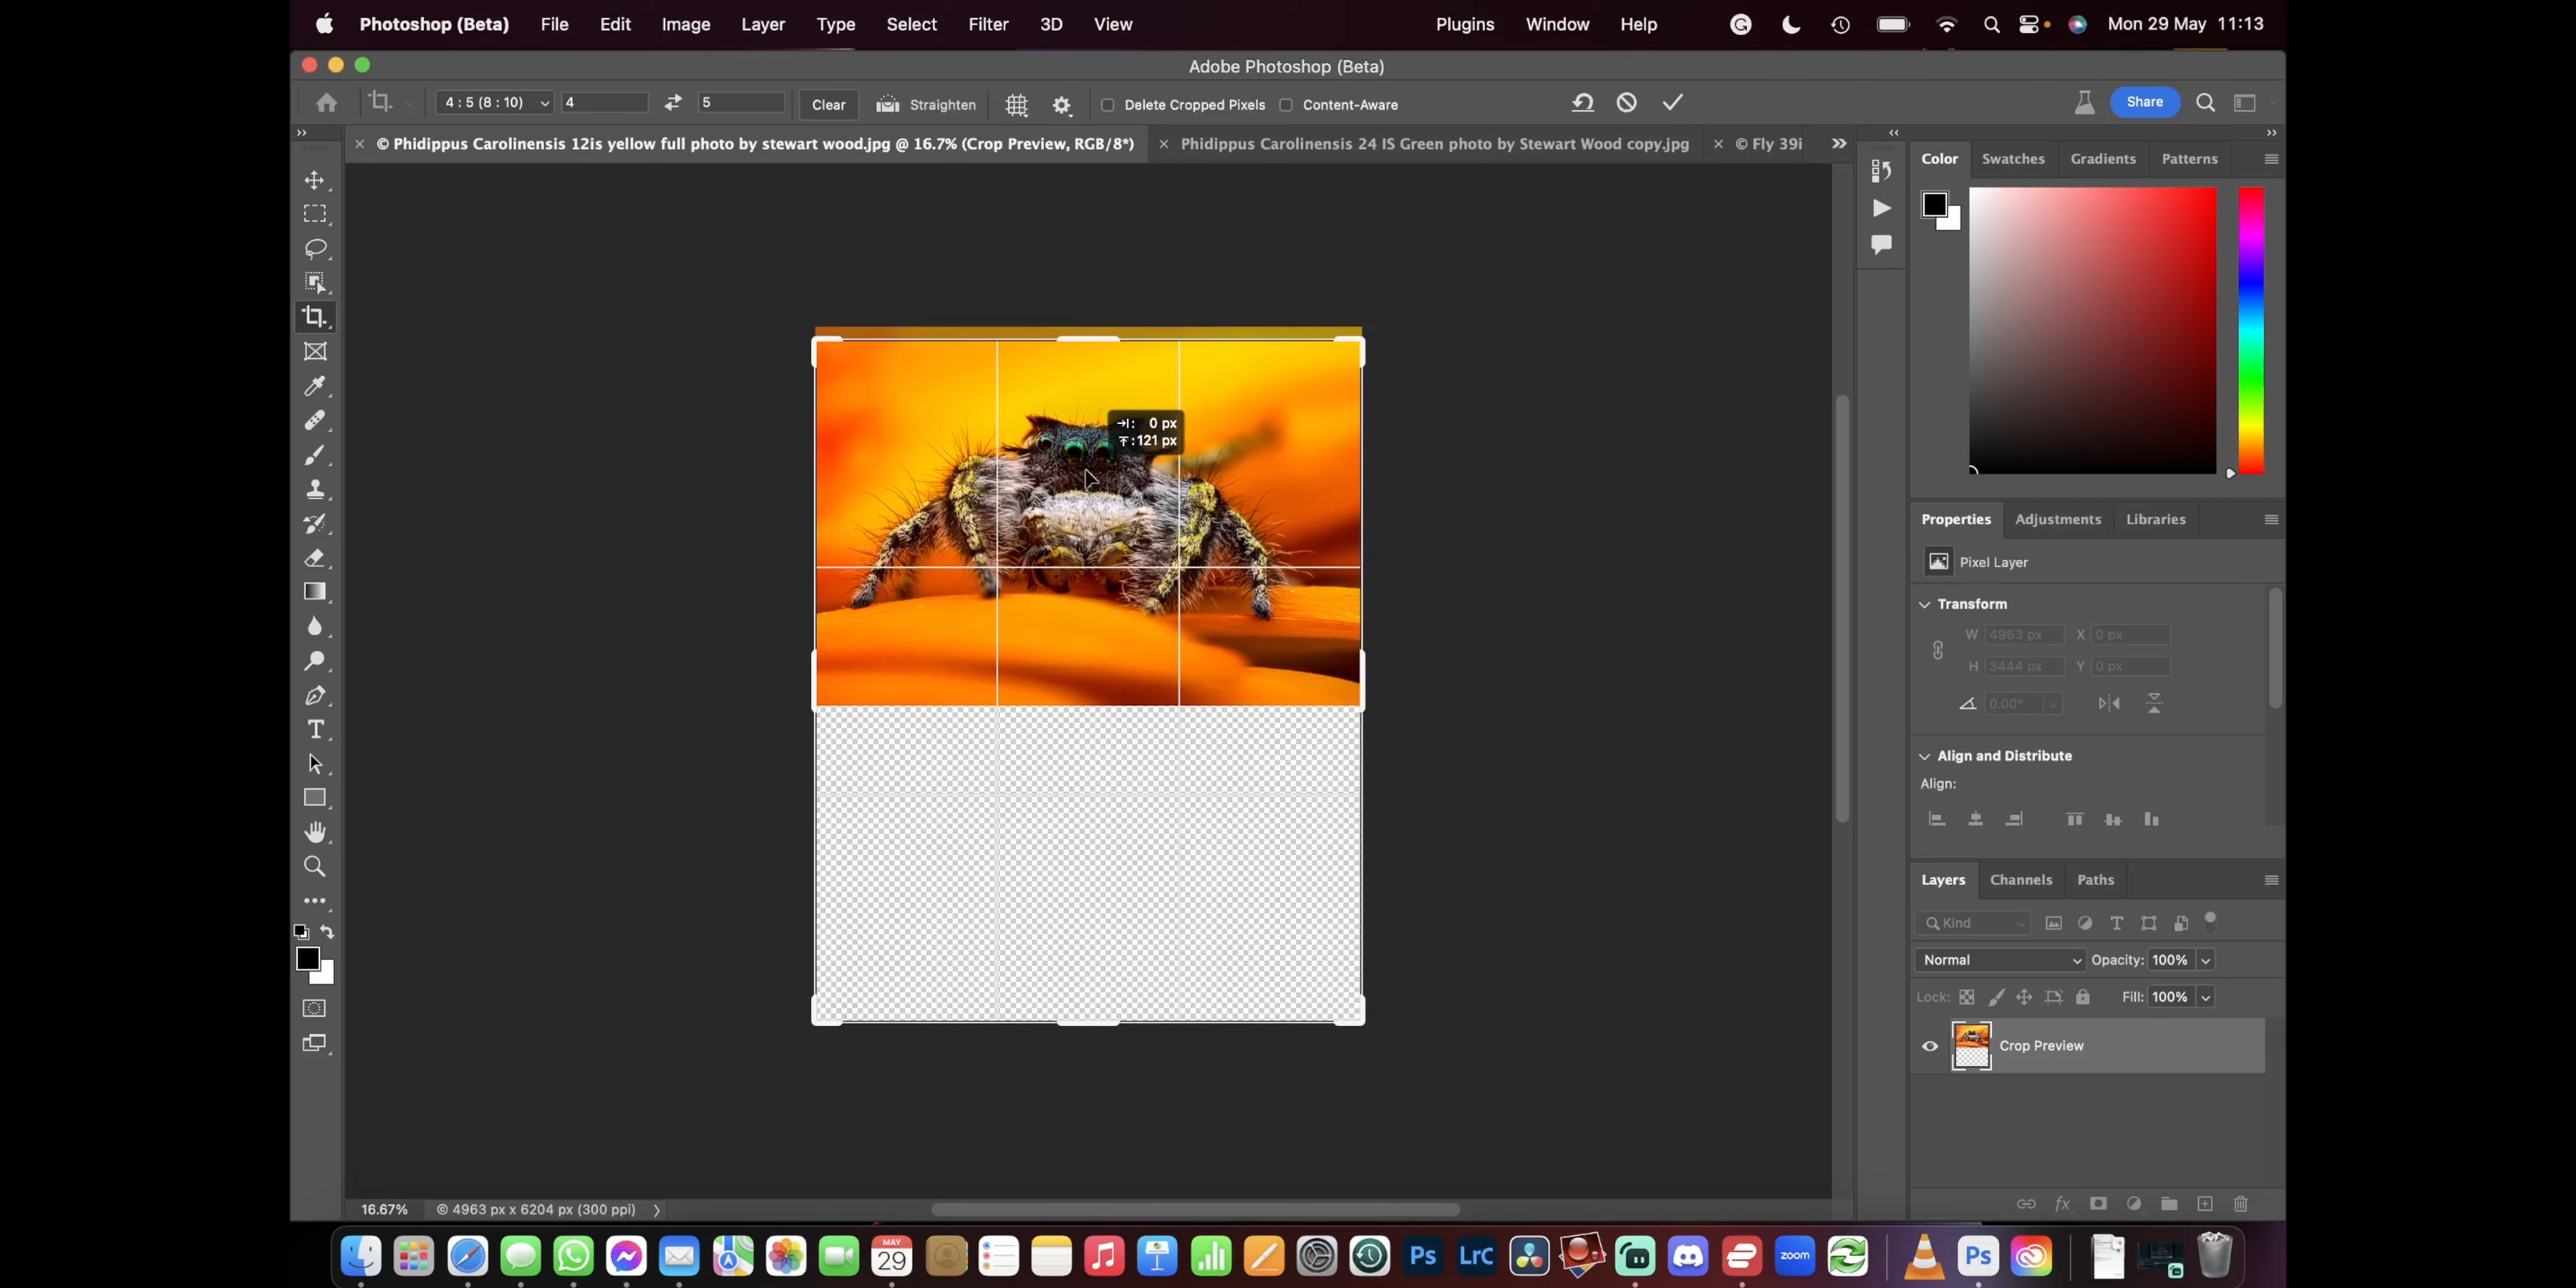 Photoshop (Beta) File Edit Image Layer Type Select Filter 3D View Plugins Window Help Mon 29 May 11:13
Adobe Photoshop (Beta)
4 : 5 (8 : 10) 4 5 Clear Straighten Delete Cropped Pixels Content-Aware Share
© Phidippus Carolinensis 12is yellow full photo by stewart wood.jpg @ 16.7% (Crop Preview, RGB/8*) Phidippus Carolinensis 24 IS Green photo by Stewart Wood copy.jpg © Fly 39i
Color Swatches Gradients Patterns
: 0 px
: 121 px
Properties Adjustments Libraries
Pixel Layer
Transform
W 4963 px X 0 px
H 3444 px Y 0 px
0.00°
Align and Distribute
Align:
Layers Channels Paths
Kind
Normal Opacity: 100%
Lock: Fill: 100%
Crop Preview
16.67% © 4963 px x 6204 px (300 ppi)
MAY
29
Ps
LrC
zoom
Ps